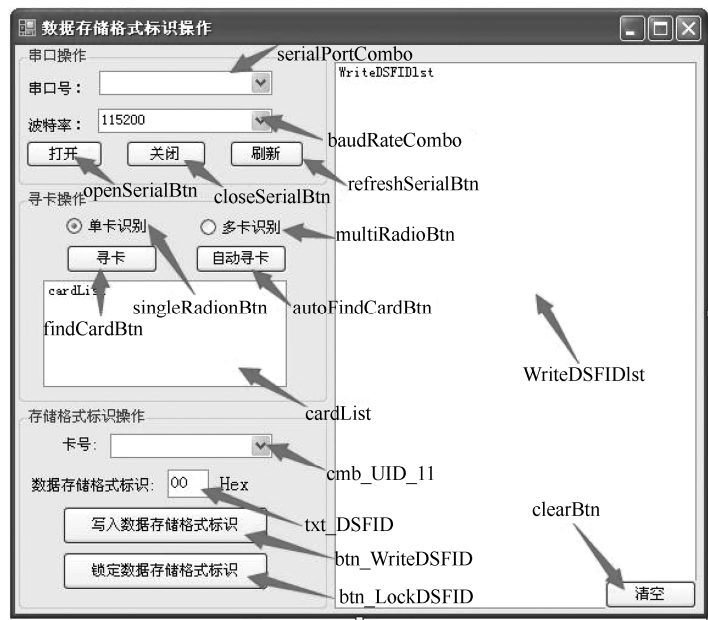 数据存储格式标识操作
串口操作
serialPortCombo
串口号：
WriteDSFIDlst
波特率：
115200
baudRateCombo
打开
关闭
刷新
openSerialBtn
closeSerialBtn
refreshSerialBtn
寻卡操作
单卡识别
多卡识别
multiRadioBtn
寻卡
自动寻卡
cardList
singleRadionBtn
autoFindCardBtn
findCardBtn
WriteDSFIDlst
cardList
存储格式标识操作
卡号:
cmb_UID_11
数据存储格式标识:
00
Hex
txt_DSFID
clearBtn
写入数据存储格式标识
btn_WriteDSFID
锁定数据存储格式标识
btn_LockDSFID
清空